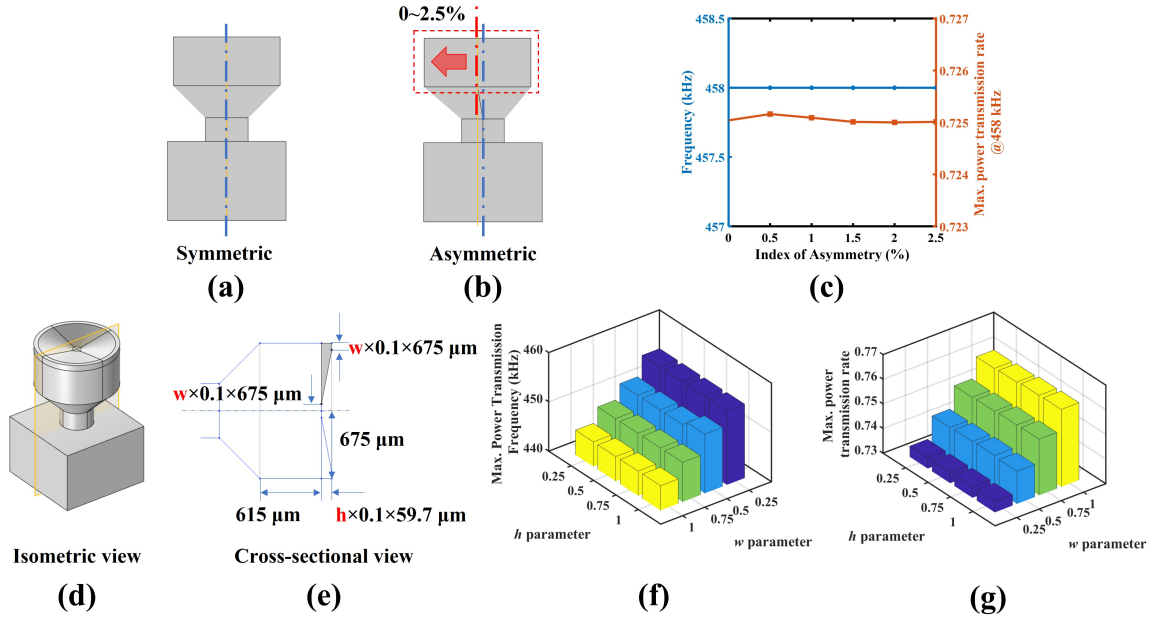 0~2.5%
Symmetric
(a)
Asymmetric
(b)
458.5
458
457.5
457
Frequency (kHz)
0.727
0.726
0.725
0.724
0.723
Max. power transmission rate
@458 kHz
0 0.5 1 1.5 2 2.5
Index of Asymmetry (%)
(c)
Isometric view
(d)
w×0.1×675 μm
w×0.1×675 μm
675 μm
615 μm
h×0.1×59.7 μm
Cross-sectional view
(e)
Max. Power Transmission
Frequency (kHz)
460
450
440
0.25
0.5
0.75
1
h parameter
1
0.75
0.5
0.25
w parameter
(f)
Max. power
transmission rate
0.77
0.76
0.75
0.74
0.73
0.25
0.5
0.75
1
h parameter
0.25
0.5
0.75
1
w parameter
(g)